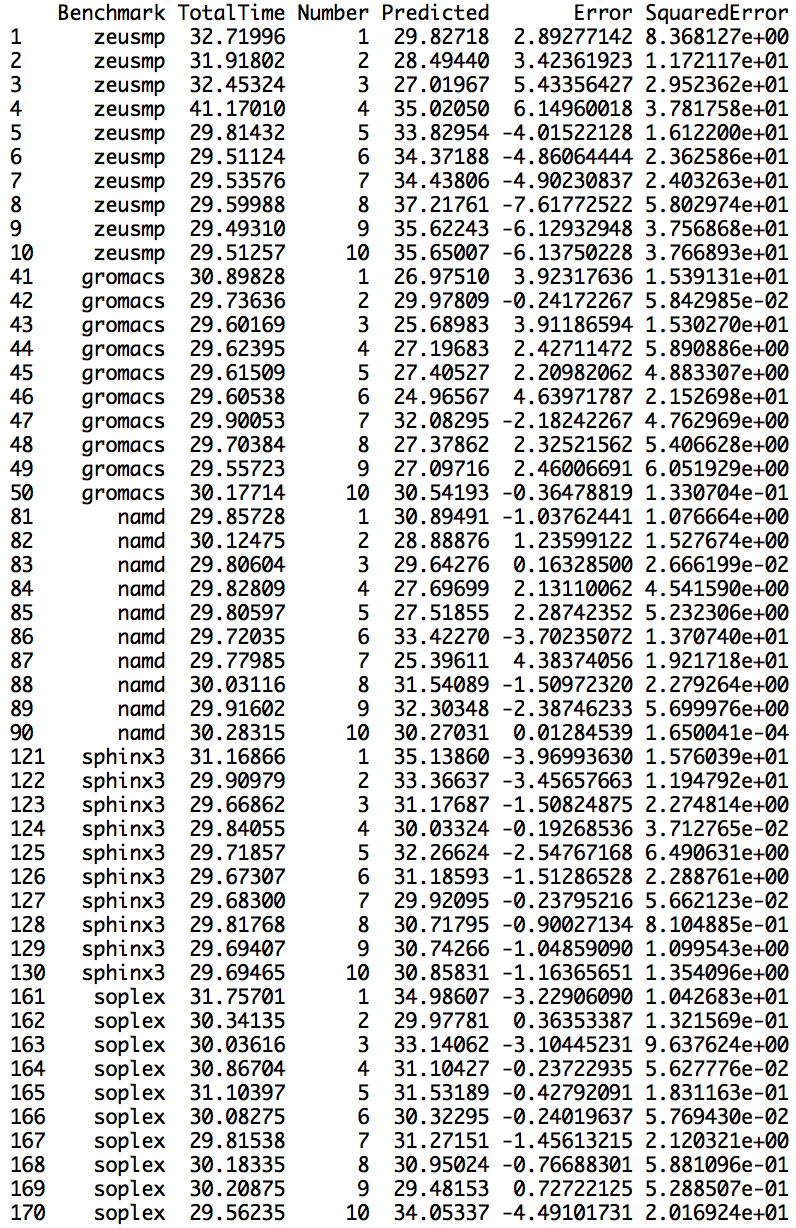 Benchmark TotalTime Number Predicted Error SquaredError
1 zeusmp 32.71996 1 29.82718 2.89277142 8.368127e+00
2 zeusmp 31.91802 2 28.49440 3.42361923 1.172117e+01
3 zeusmp 32.45324 3 27.01967 5.43356427 2.952362e+01
4 zeusmp 41.17010 4 35.02050 6.14960018 3.781758e+01
5 zeusmp 29.81432 5 33.82954 -4.01522128 1.612200e+01
6 zeusmp 29.51124 6 34.37188 -4.86064444 2.362586e+01
7 zeusmp 29.53576 7 34.43806 -4.90230837 2.403263e+01
8 zeusmp 29.59988 8 37.21761 -7.61772522 5.802974e+01
9 zeusmp 29.49310 9 35.62243 -6.12932948 3.756868e+01
10 zeusmp 29.51257 10 35.65007 -6.13750228 3.766893e+01
41 gromacs 30.89828 1 26.97510 3.92317636 1.539131e+01
42 gromacs 29.73636 2 29.97809 -0.24172267 5.842985e-02
43 gromacs 29.60169 3 25.68983 3.91186594 1.530270e+01
44 gromacs 29.62395 4 27.19683 2.42711472 5.890886e+00
45 gromacs 29.61509 5 27.40527 2.20982062 4.883307e+00
46 gromacs 29.60538 6 24.96567 4.63971787 2.152698e+01
47 gromacs 29.90053 7 32.08295 -2.18242267 4.762969e+00
48 gromacs 29.70384 8 27.37862 2.32521562 5.406628e+00
49 gromacs 29.55723 9 27.09716 2.46006691 6.051929e+00
50 gromacs 30.17714 10 30.54193 -0.36478819 1.330704e-01
81 namd 29.85728 1 30.89491 -1.03762441 1.076664e+00
82 namd 30.12475 2 28.88876 1.23599122 1.527674e+00
83 namd 29.80604 3 29.64276 0.16328500 2.666199e-02
84 namd 29.82809 4 27.69699 2.13110062 4.541590e+00
85 namd 29.80597 5 27.51855 2.28742352 5.232306e+00
86 namd 29.72035 6 33.42270 -3.70235072 1.370740e+01
87 namd 29.77985 7 25.39611 4.38374056 1.921718e+01
88 namd 30.03116 8 31.54089 -1.50972320 2.279264e+00
89 namd 29.91602 9 32.30348 -2.38746233 5.699976e+00
90 namd 30.28315 10 30.27031 0.01284539 1.650041e-04
121 sphinx3 31.16866 1 35.13860 -3.96993630 1.576039e+01
122 sphinx3 29.90979 2 33.36637 -3.45657663 1.194792e+01
123 sphinx3 29.66862 3 31.17687 -1.50824875 2.274814e+00
124 sphinx3 29.84055 4 30.03324 -0.19268536 3.712765e-02
125 sphinx3 29.71857 5 32.26624 -2.54767168 6.490631e+00
126 sphinx3 29.67307 6 31.18593 -1.51286528 2.288761e+00
127 sphinx3 29.68300 7 29.92095 -0.23795216 5.662123e-02
128 sphinx3 29.81768 8 30.71795 -0.90027134 8.104885e-01
129 sphinx3 29.69407 9 30.74266 -1.04859090 1.099543e+00
130 sphinx3 29.69465 10 30.85831 -1.16365651 1.354096e+00
161 soplex 31.75701 1 34.98607 -3.22906090 1.042683e+01
162 soplex 30.34135 2 29.97781 0.36353387 1.321569e-01
163 soplex 30.03616 3 33.14062 -3.10445231 9.637624e+00
164 soplex 30.86704 4 31.10427 -0.23722935 5.627776e-02
165 soplex 31.10397 5 31.53189 -0.42792091 1.831163e-01
166 soplex 30.08275 6 30.32295 -0.24019637 5.769430e-02
167 soplex 29.81538 7 31.27151 -1.45613215 2.120321e+00
168 soplex 30.18335 8 30.95024 -0.76688301 5.881096e-01
169 soplex 30.20875 9 29.48153 0.72722125 5.288507e-01
170 soplex 29.56235 10 34.05337 -4.49101731 2.016924e+01